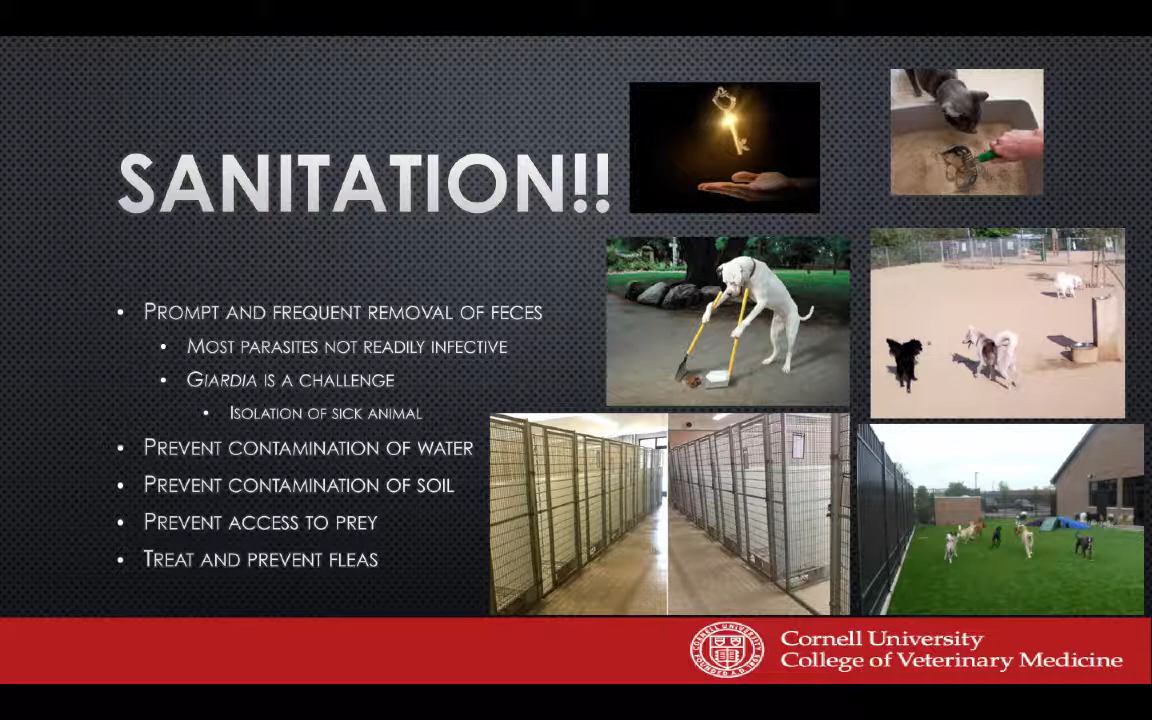 SANITATION!!
• PROMPT AND FREQUENT REMOVAL OF FECES
• MOST PARASITES NOT READILY INFECTIVE
• GIARDIA IS A CHALLENGE
• ISOLATION OF SICK ANIMAL
• PREVENT CONTAMINATION OF WATER
• PREVENT CONTAMINATION OF SOIL
• PREVENT ACCESS TO PREY
• TREAT AND PREVENT FLEAS
Cornell University
College of Veterinary Medicine